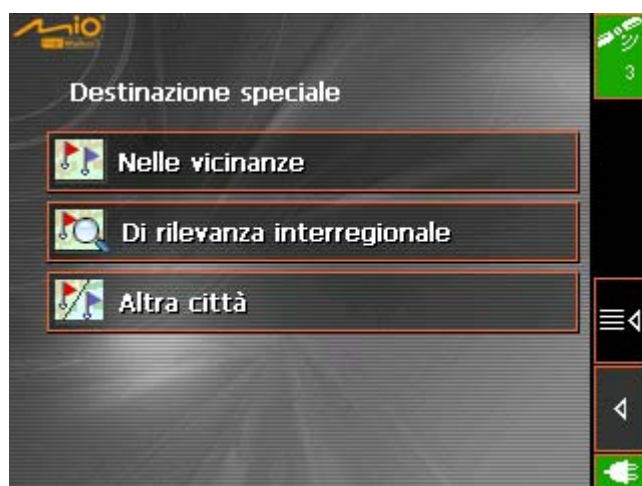 Mio
Destinazione speciale
3
Nelle vicinanze
Di rilevanza interregionale
Altra città